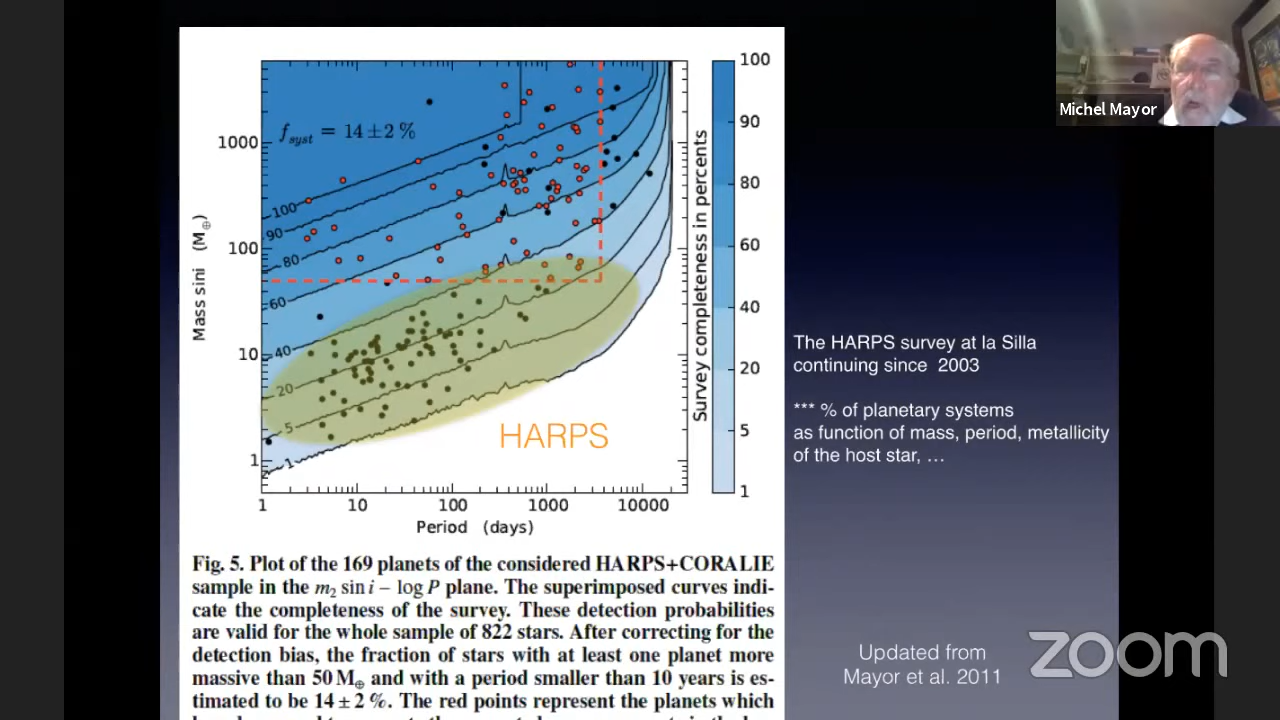 Michel Mayor
f_syst = 14 ± 2 %
1000
100
10
1
Mass sini (M⊕)
100
90
80
60
40
20
5
1
1
10
100
1000
10000
Period (days)
100
90
80
60
40
20
5
1
Survey completeness in percents
HARPS
Fig. 5. Plot of the 169 planets of the considered HARPS+CORALIE
sample in the m₂ sin i – log P plane. The superimposed curves indi-
cate the completeness of the survey. These detection probabilities
are valid for the whole sample of 822 stars. After correcting for the
detection bias, the fraction of stars with at least one planet more
massive than 50 M⊕ and with a period smaller than 10 years is es-
timated to be 14 ± 2 %. The red points represent the planets which
The HARPS survey at la Silla
continuing since 2003
*** % of planetary systems
as function of mass, period, metallicity
of the host star, …
Updated from
Mayor et al. 2011
zoom